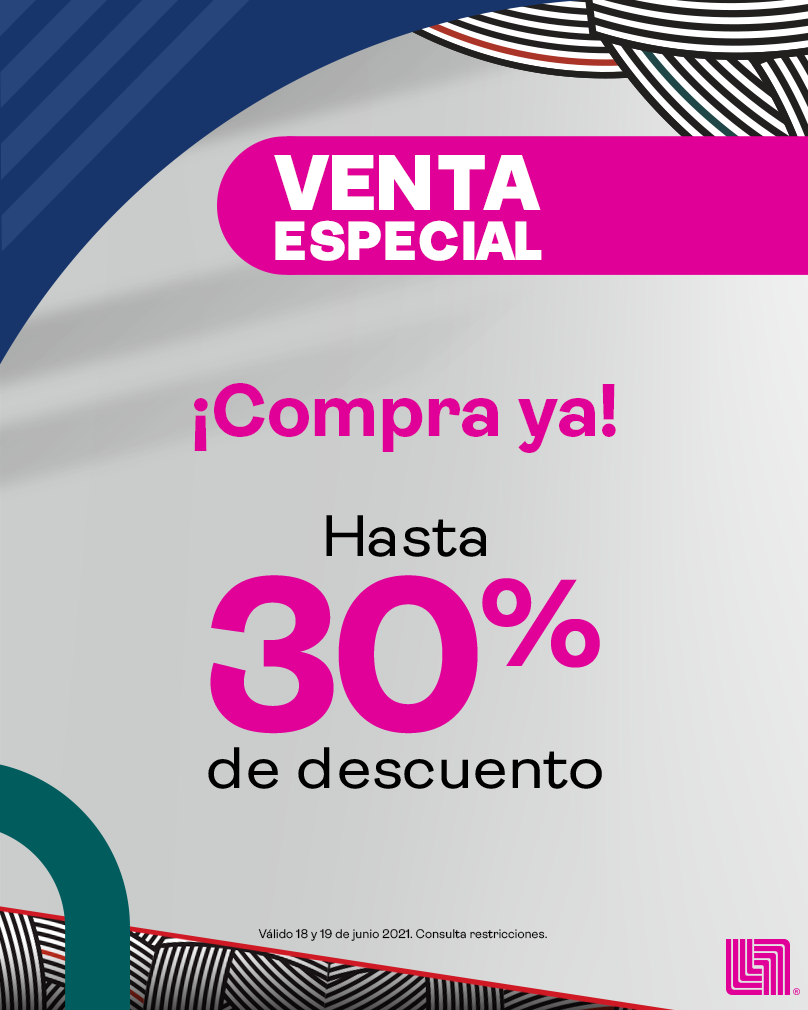 VENTA
ESPECIAL
¡Compra ya!
Hasta
30%
de descuento
Válido 18 y 19 de junio 2021. Consulta restricciones.
®